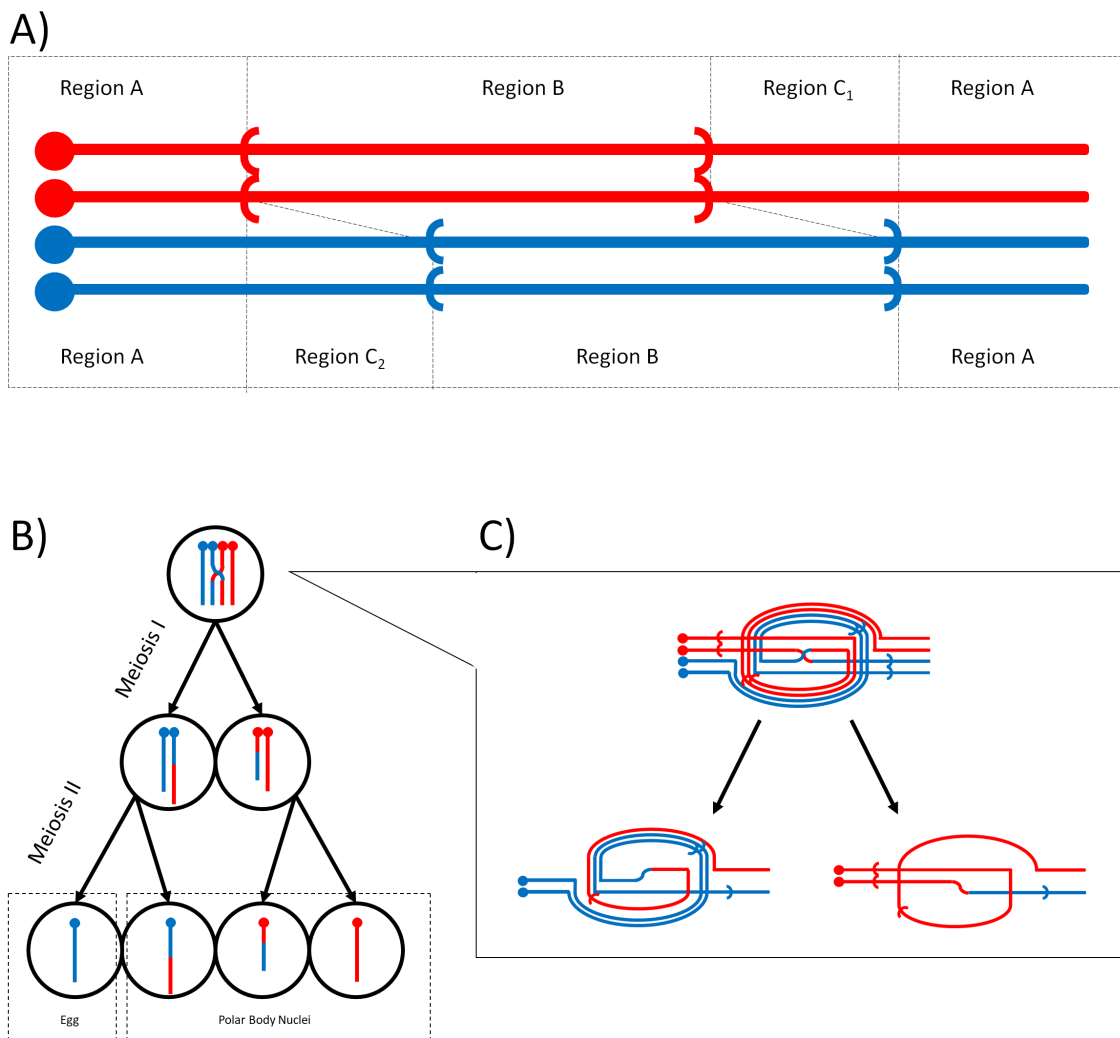 A)
Region A
Region B
Region C₁
Region A
Region A
Region C₂
Region B
Region A
B)
C)
Meiosis I
Meiosis II
Egg
Polar Body Nuclei